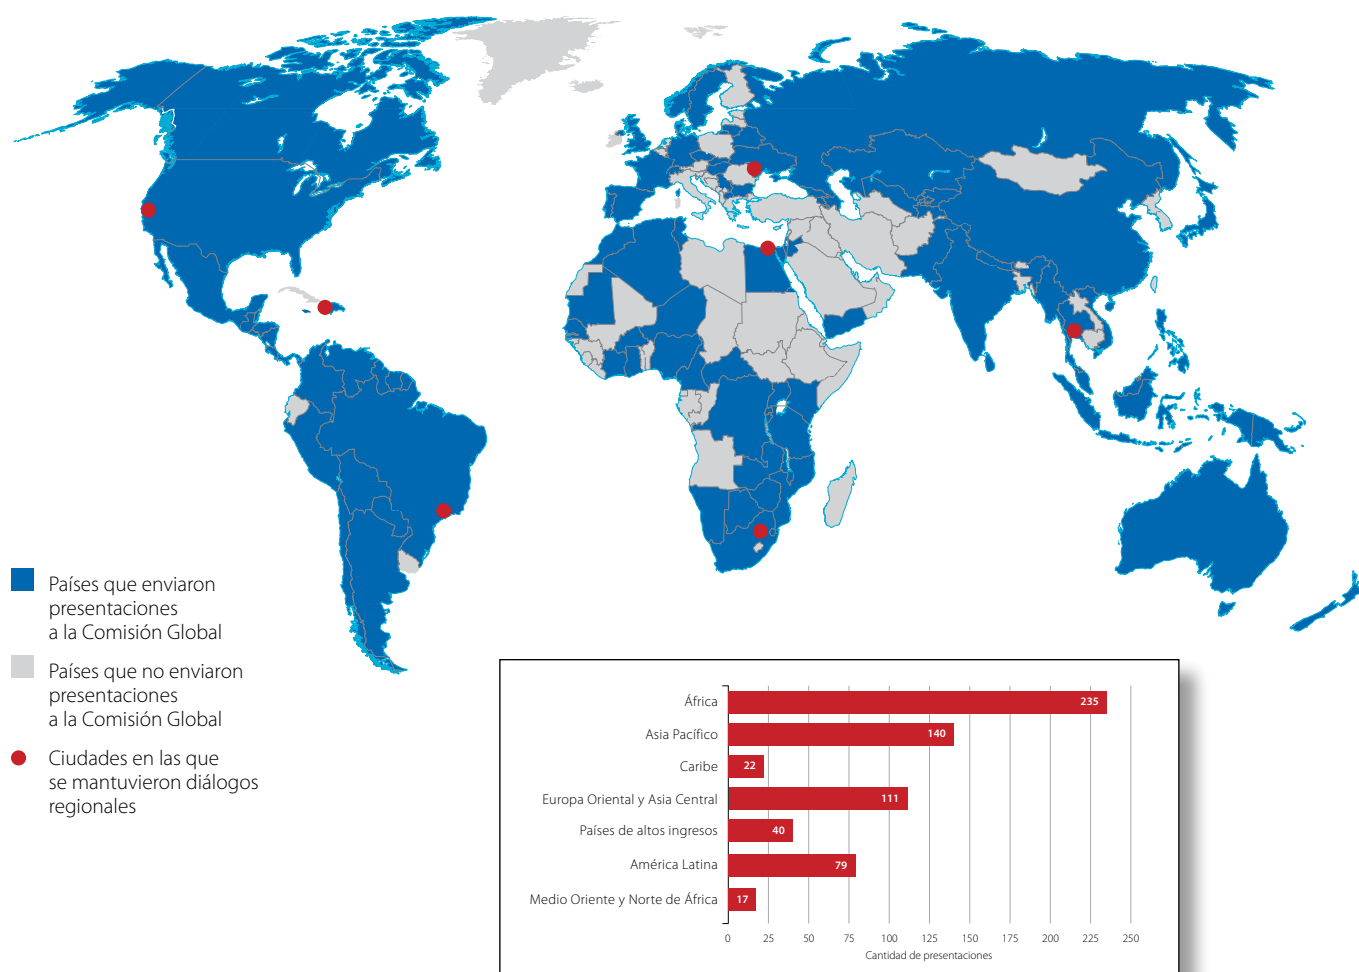 Países que enviaron
presentaciones
a la Comisión Global
Países que no enviaron
presentaciones
a la Comisión Global
Ciudades en las que
se mantuvieron diálogos
regionales
África 235
Asia Pacífico 140
Caribe 22
Europa Oriental y Asia Central 111
Países de altos ingresos 40
América Latina 79
Medio Oriente y Norte de África 17
0 25 50 75 100 125 150 175 200 225 250
Cantidad de presentaciones